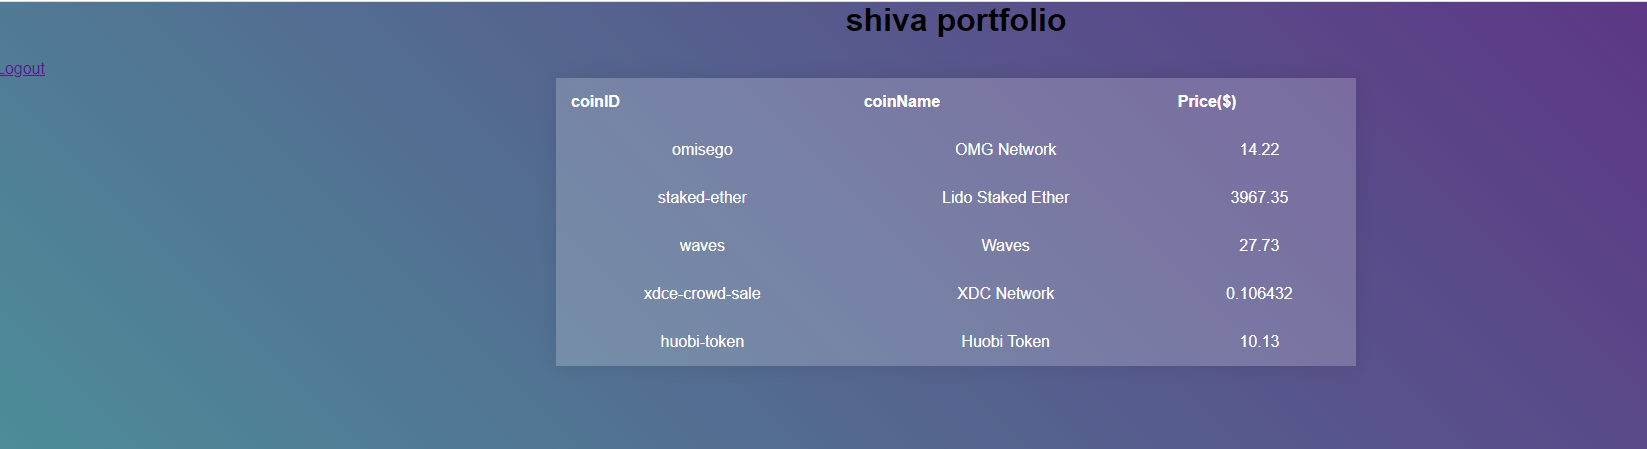 shiva portfolio
Logout
coinID coinName Price($)
omisego OMG Network 14.22
staked-ether Lido Staked Ether 3967.35
waves Waves 27.73
xdce-crowd-sale XDC Network 0.106432
huobi-token Huobi Token 10.13